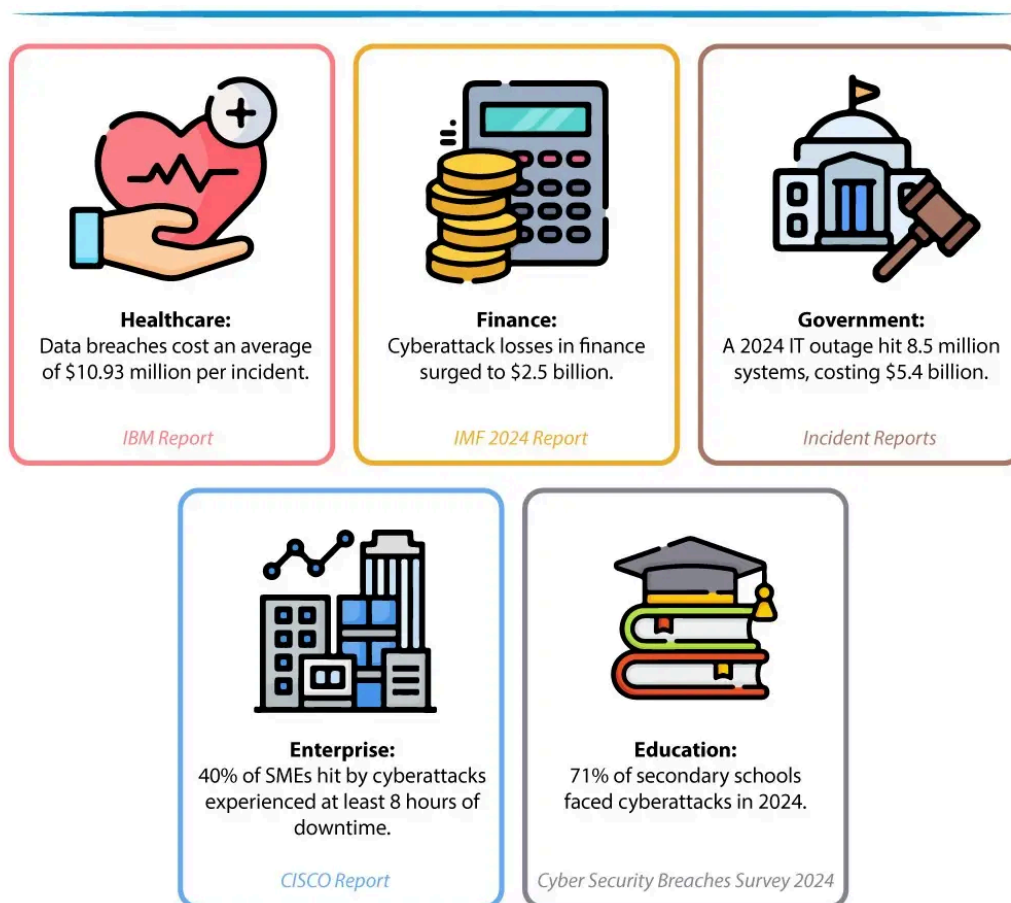 Healthcare:
Data breaches cost an average
of $10.93 million per incident.
IBM Report
Finance:
Cyberattack losses in finance
surged to $2.5 billion.
IMF 2024 Report
Government:
A 2024 IT outage hit 8.5 million
systems, costing $5.4 billion.
Incident Reports
Enterprise:
40% of SMEs hit by cyberattacks
experienced at least 8 hours of
downtime.
CISCO Report
Education:
71% of secondary schools
faced cyberattacks in 2024.
Cyber Security Breaches Survey 2024